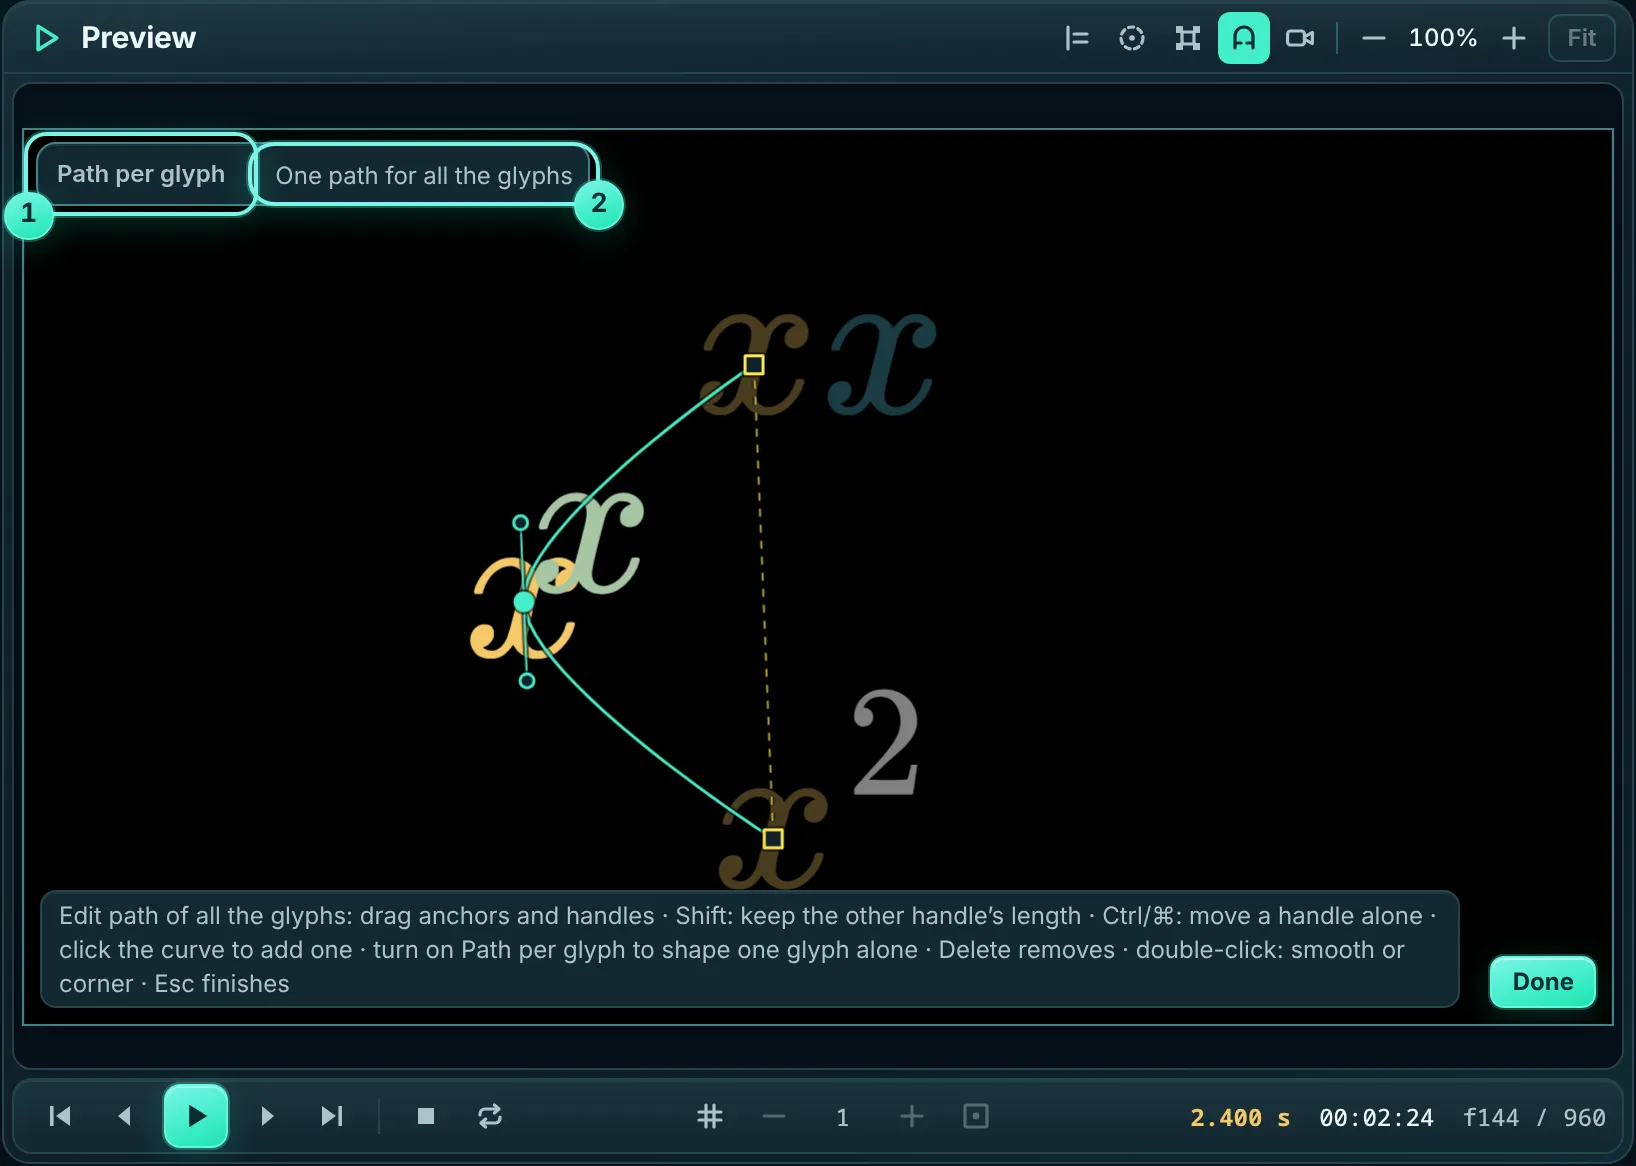 Preview
100%
Fit
Path per glyph
One path for all the glyphs
1
2
x x
x
x
2
x
Edit path of all the glyphs: drag anchors and handles · Shift: keep the other handle’s length · Ctrl/⌘: move a handle alone ·
click the curve to add one · turn on Path per glyph to shape one glyph alone · Delete removes · double-click: smooth or
corner · Esc finishes
Done
1
2.400 s 00:02:24 f144 / 960